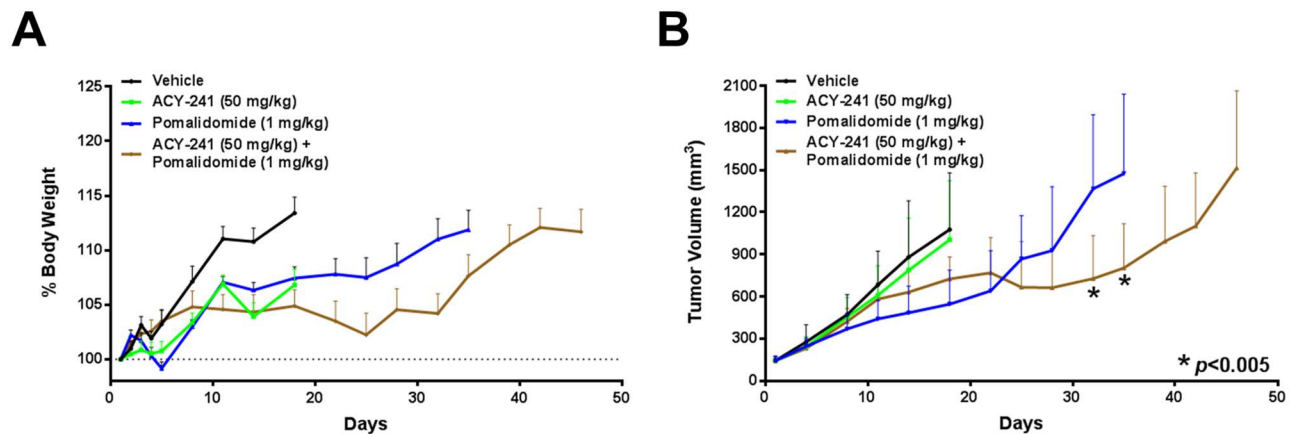 A
125
120
115
110
105
100
% Body Weight
0
10
20
30
40
50
Days
Vehicle
ACY-241 (50 mg/kg)
Pomalidomide (1 mg/kg)
ACY-241 (50 mg/kg) +
Pomalidomide (1 mg/kg)
B
2100
1800
1500
1200
900
600
300
0
Tumor Volume (mm³)
0
10
20
30
40
50
Days
Vehicle
ACY-241 (50 mg/kg)
Pomalidomide (1 mg/kg)
ACY-241 (50 mg/kg) +
Pomalidomide (1 mg/kg)
*
*
* p<0.005